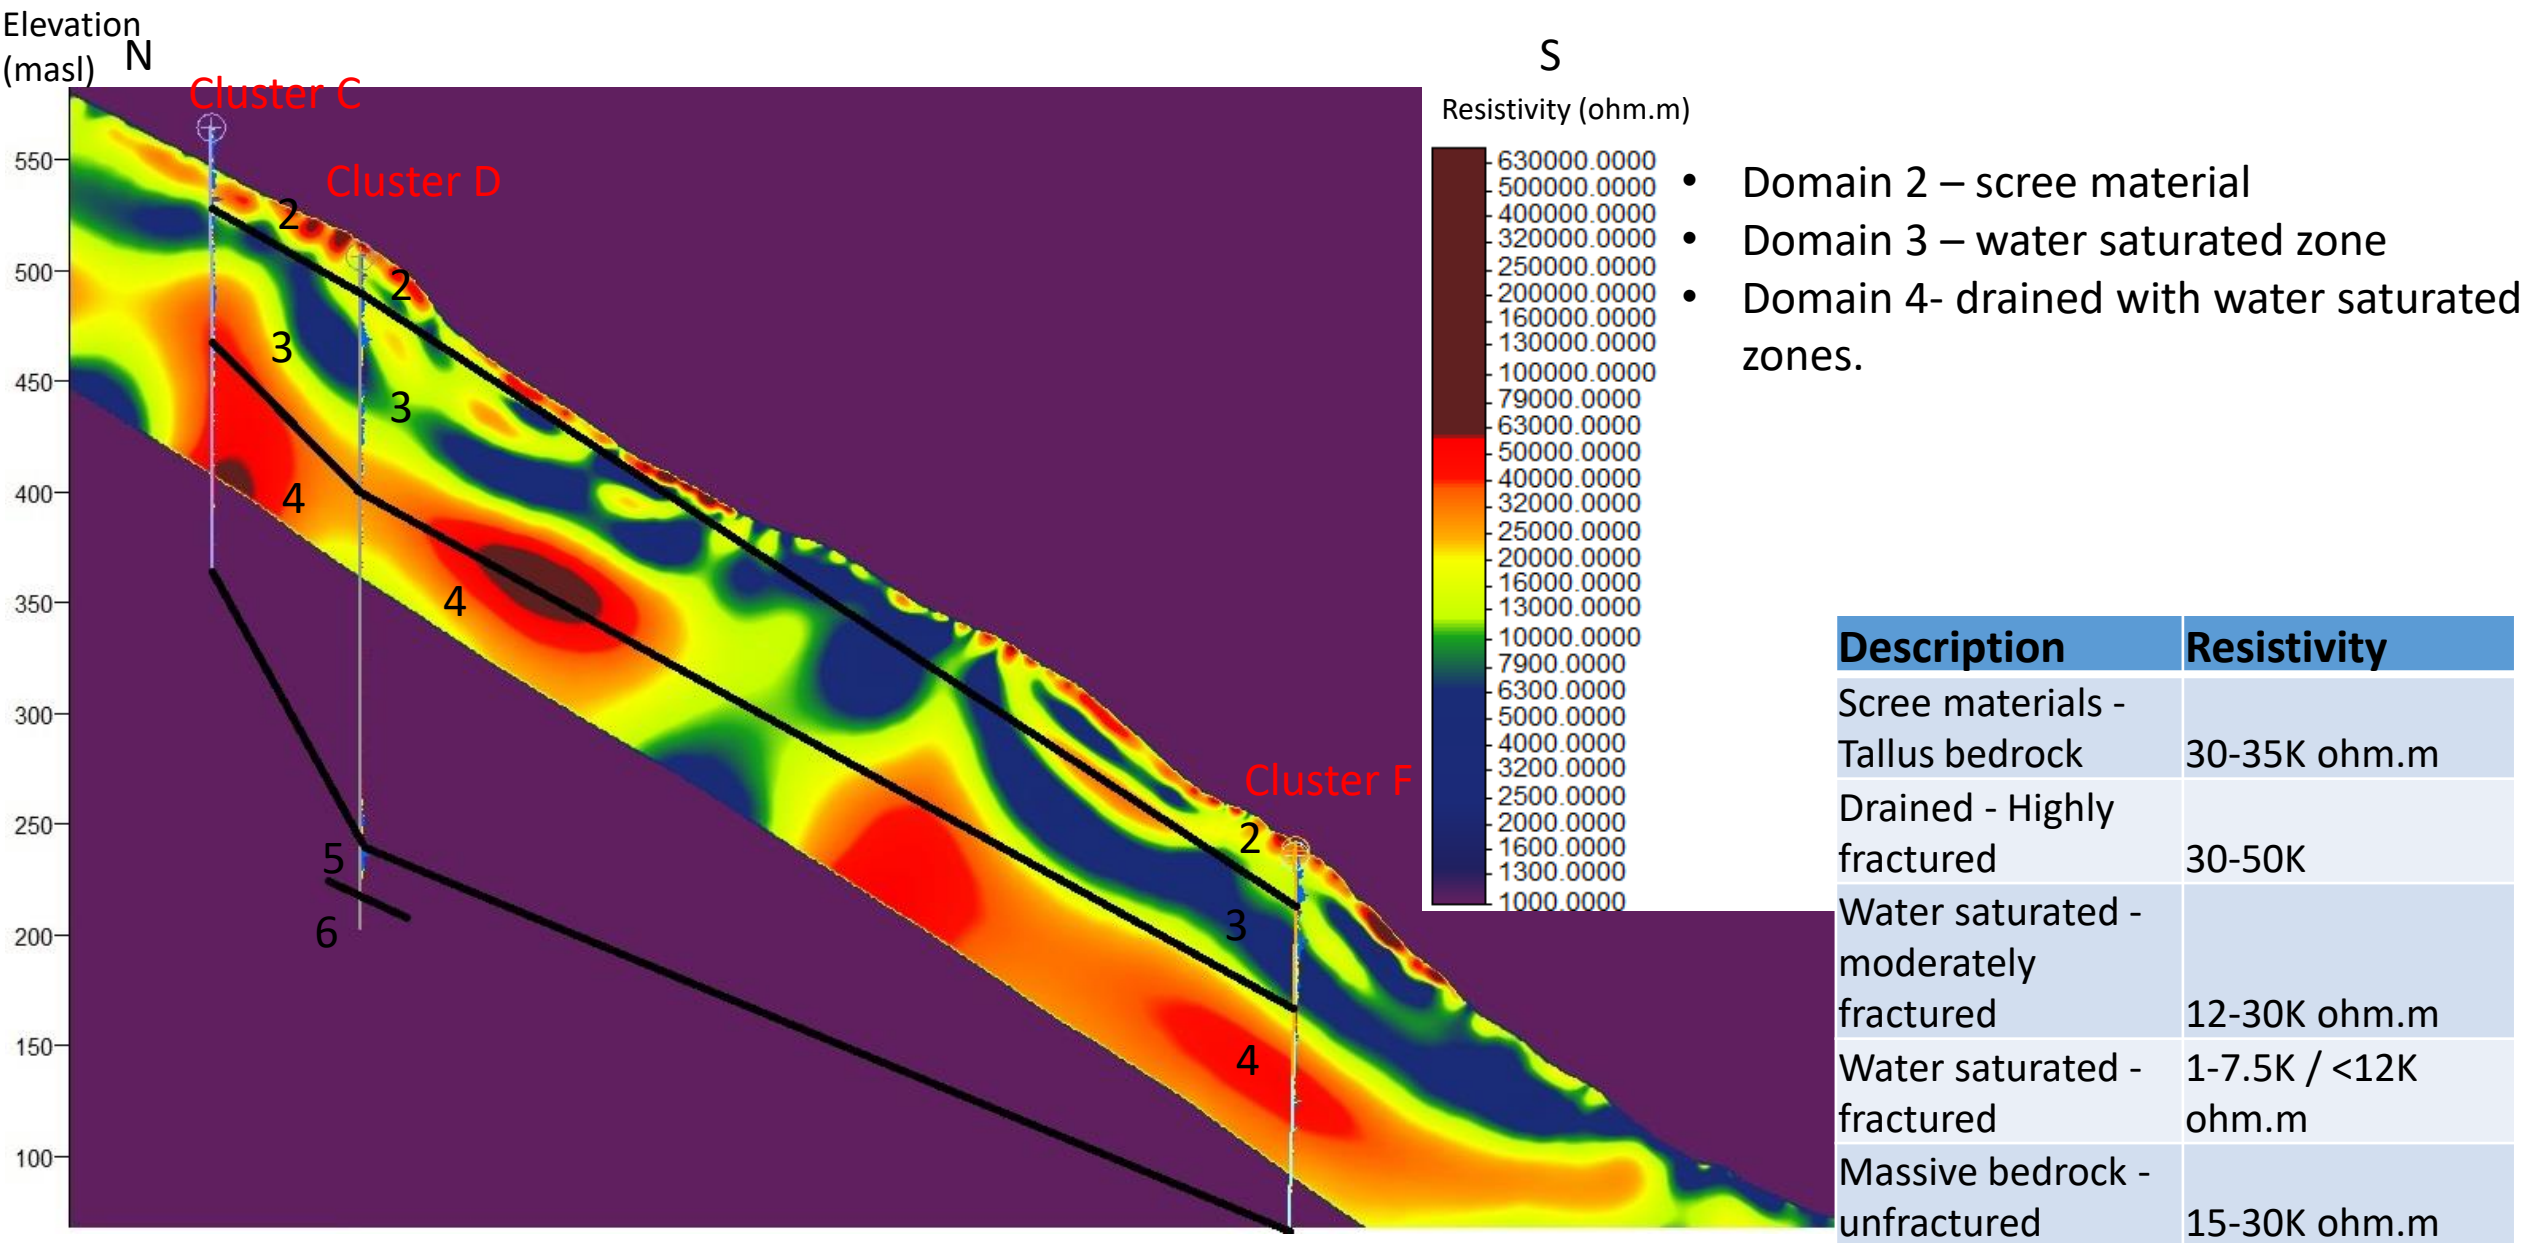 Elevation
(masl)
N
S
Cluster C
Cluster D
Cluster F
550
500
450
400
350
300
250
200
150
100
2
2
3
3
4
4
5
6
2
3
4
Resistivity (ohm.m)
630000.0000
500000.0000
400000.0000
320000.0000
250000.0000
200000.0000
160000.0000
130000.0000
100000.0000
79000.0000
63000.0000
50000.0000
40000.0000
32000.0000
25000.0000
20000.0000
16000.0000
13000.0000
10000.0000
7900.0000
6300.0000
5000.0000
4000.0000
3200.0000
2500.0000
2000.0000
1600.0000
1300.0000
1000.0000
• Domain 2 – scree material
• Domain 3 – water saturated zone
• Domain 4- drained with water saturated
zones.
Description Resistivity
Scree materials -
Tallus bedrock 30-35K ohm.m
Drained - Highly
fractured 30-50K
Water saturated -
moderately
fractured 12-30K ohm.m
Water saturated - 1-7.5K / <12K
fractured ohm.m
Massive bedrock -
unfractured 15-30K ohm.m